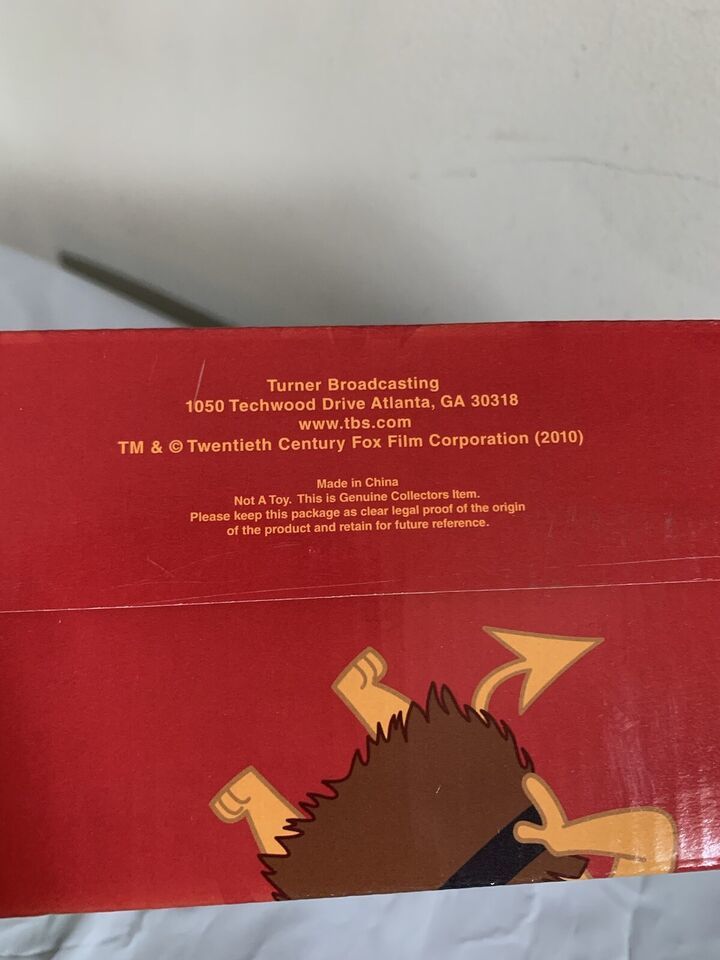 Turner Broadcasting
1050 Techwood Drive Atlanta, GA 30318
www.tbs.com
TM & © Twentieth Century Fox Film Corporation (2010)
Made in China
Not A Toy. This is Genuine Collectors Item.
Please keep this package as clear legal proof of the origin
of the product and retain for future reference.